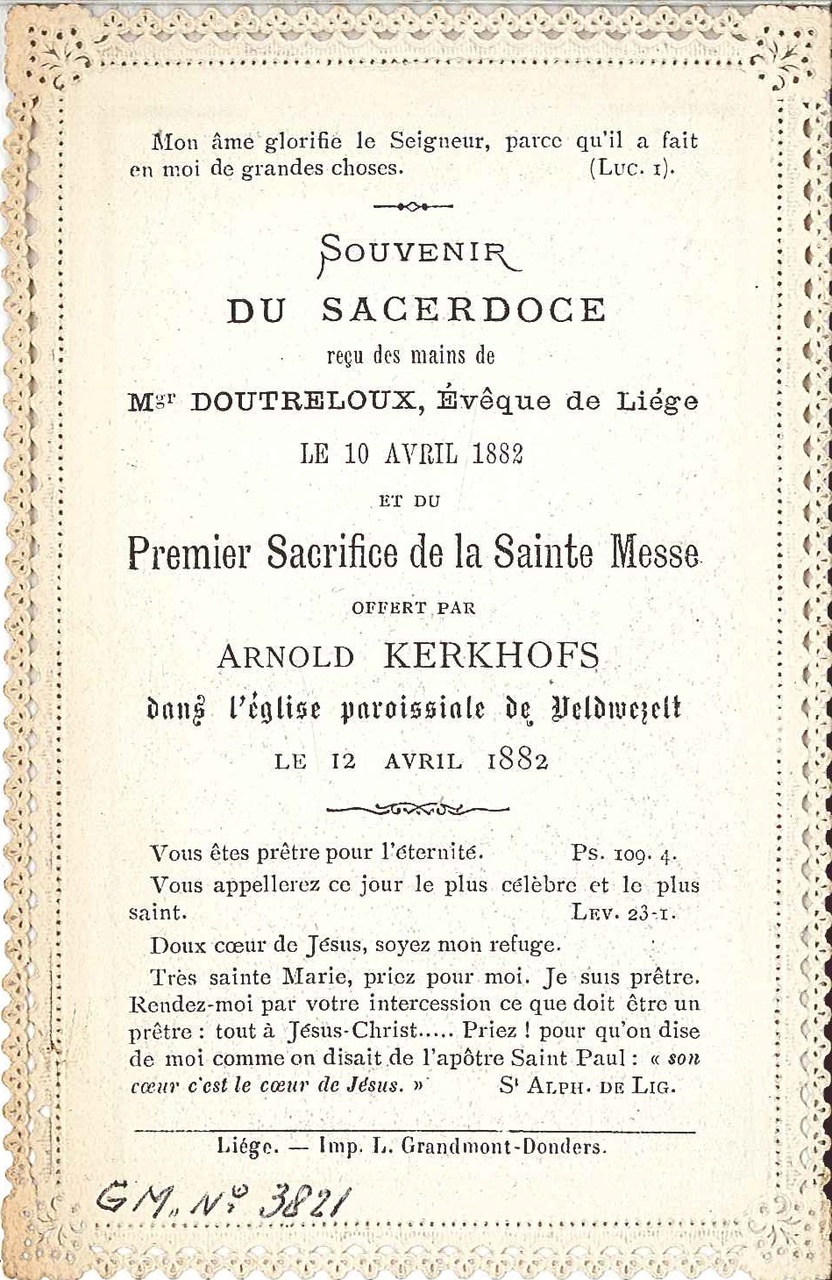 Mon âme glorifie le Seigneur, parce qu'il a fait
en moi de grandes choses. (Luc. 1).
Souvenir
DU SACERDOCE
reçu des mains de
Mgr DOUTRELOUX, Évêque de Liége
LE 10 AVRIL 1882
ET DU
Premier Sacrifice de la Sainte Messe
OFFERT PAR
Arnold KERKHOFS
dans l'église paroissiale de Veldwezelt
LE 12 AVRIL 1882
Vous êtes prêtre pour l'éternité. Ps. 109. 4.
Vous appellerez ce jour le plus célèbre et le plus
saint. Lev. 23-1.
Doux cœur de Jésus, soyez mon refuge.
Très sainte Marie, priez pour moi. Je suis prêtre.
Rendez-moi par votre intercession ce que doit être un
prêtre : tout à Jésus-Christ..... Priez ! pour qu'on dise
de moi comme on disait de l'apôtre Saint Paul : « son
cœur c'est le cœur de Jésus. » St Alph. de Lig.
Liége. — Imp. L. Grandmont-Donders.
GM. No 3821